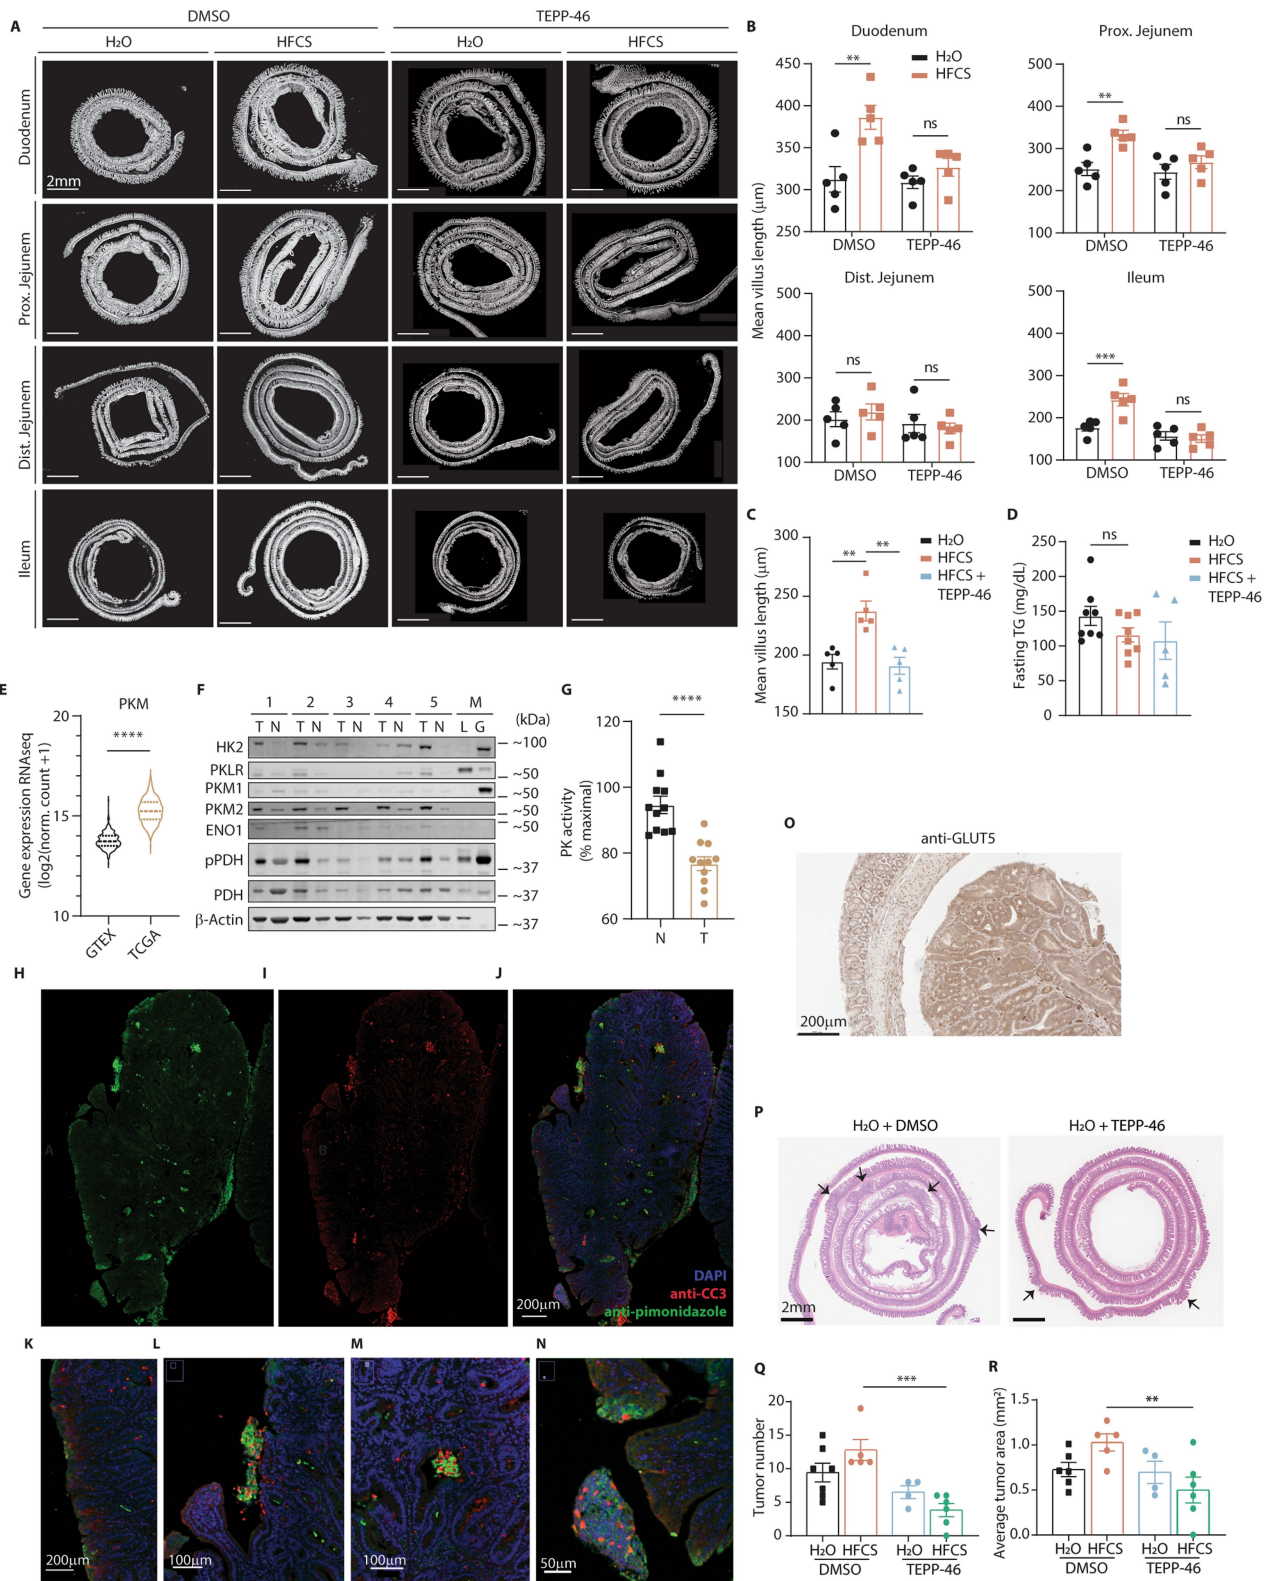 A
DMSO
TEPP-46
H₂O
HFCS
H₂O
HFCS
Duodenum
2mm
Prox. Jejunem
Dist. Jejunem
Ileum
B
Mean villus length (µm)
Duodenum
H₂O
HFCS
450
400
350
300
250
**
ns
DMSO
TEPP-46
Prox. Jejunem
500
400
300
200
100
**
ns
DMSO
TEPP-46
Dist. Jejunem
500
400
300
200
100
ns
ns
DMSO
TEPP-46
Ileum
500
400
300
200
100
***
ns
DMSO
TEPP-46
C
Mean villus length (µm)
300
250
200
150
**
**
H₂O
HFCS
HFCS +
TEPP-46
D
Fasting TG (mg/dL)
250
200
150
100
50
0
ns
H₂O
HFCS
HFCS +
TEPP-46
E
PKM
Gene expression RNAseq
(log2(norm. count +1)
20
15
10
****
GTEX
TCGA
F
1 2 3 4 5 M
T N T N T N T N T N L G
(kDa)
HK2 ~100
PKLR ~50
PKM1 ~50
PKM2 ~50
ENO1 ~50
pPDH ~37
PDH ~37
β-Actin ~37
G
PK activity
(% maximal)
120
100
80
60
****
N T
H
A
I
B
J
DAPI
anti-CC3
anti-pimonidazole
200µm
K
200µm
L
100µm
M
100µm
N
50µm
O
anti-GLUT5
200µm
P
H₂O + DMSO
H₂O + TEPP-46
2mm
Q
Tumor number
20
15
10
5
0
***
H₂O HFCS H₂O HFCS
DMSO TEPP-46
R
Average tumor area (mm²)
1.5
1.0
0.5
0.0
**
H₂O HFCS H₂O HFCS
DMSO TEPP-46